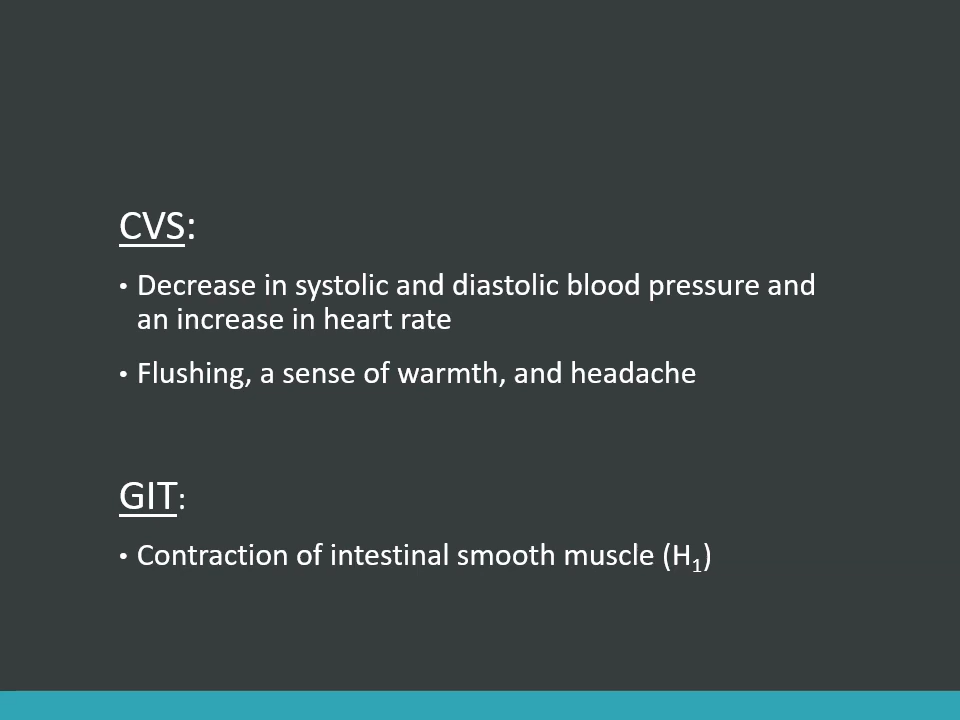 CVS:
• Decrease in systolic and diastolic blood pressure and
an increase in heart rate
• Flushing, a sense of warmth, and headache
GIT:
• Contraction of intestinal smooth muscle (H₁)